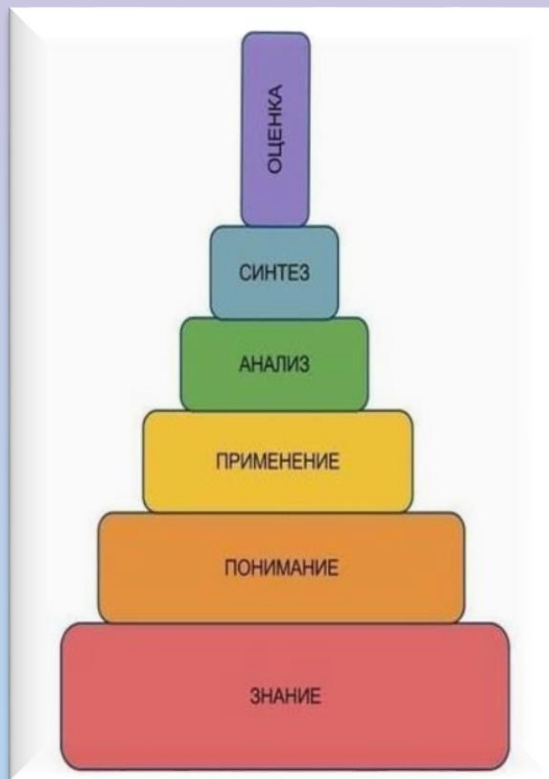 ОЦЕНКА
СИНТЕЗ
АНАЛИЗ
ПРИМЕНЕНИЕ
ПОНИМАНИЕ
ЗНАНИЕ